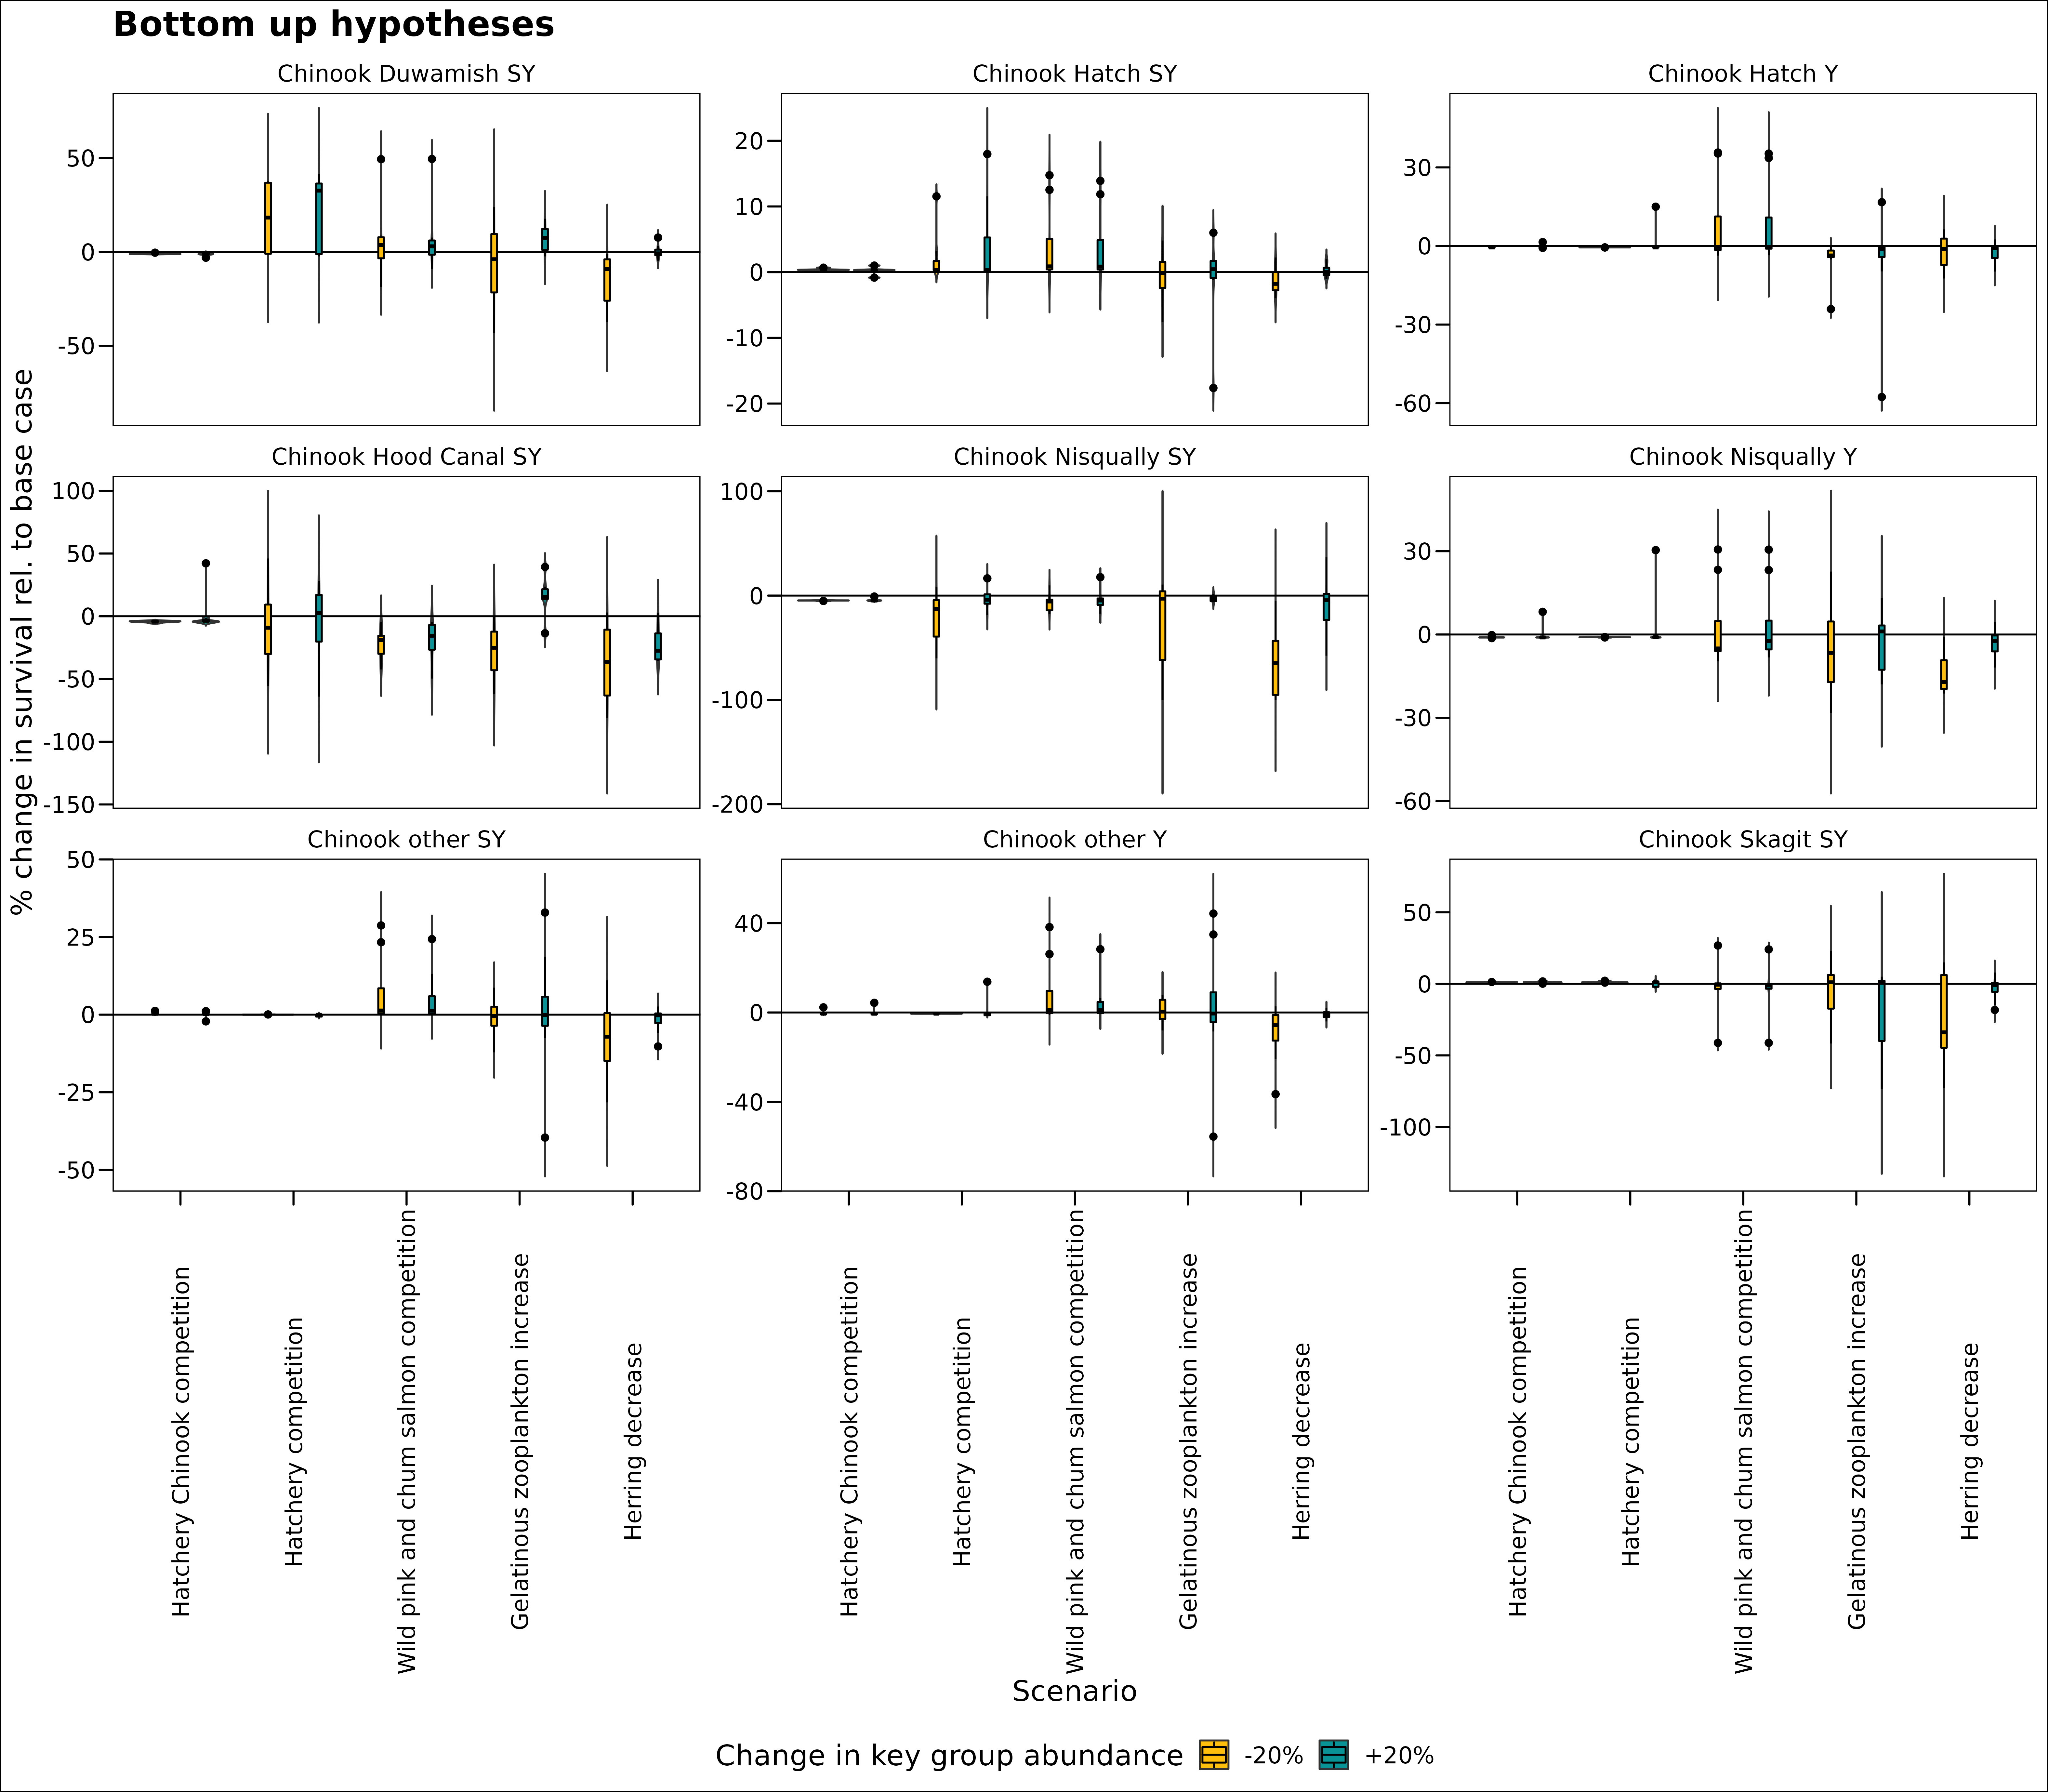 Bottom up hypotheses
Chinook Duwamish SY
Chinook Hatch SY
Chinook Hatch Y
50
0
-50
20
10
0
-10
-20
30
0
-30
-60
% change in survival rel. to base case
Chinook Hood Canal SY
Chinook Nisqually SY
Chinook Nisqually Y
100
50
0
-50
-100
-150
100
0
-100
-200
30
0
-30
-60
Chinook other SY
Chinook other Y
Chinook Skagit SY
50
25
0
-25
-50
40
0
-40
-80
50
0
-50
-100
Hatchery Chinook competition
Hatchery competition
Wild pink and chum salmon competition
Gelatinous zooplankton increase
Herring decrease
Hatchery Chinook competition
Hatchery competition
Wild pink and chum salmon competition
Gelatinous zooplankton increase
Herring decrease
Hatchery Chinook competition
Hatchery competition
Wild pink and chum salmon competition
Gelatinous zooplankton increase
Herring decrease
Scenario
Change in key group abundance -20% +20%